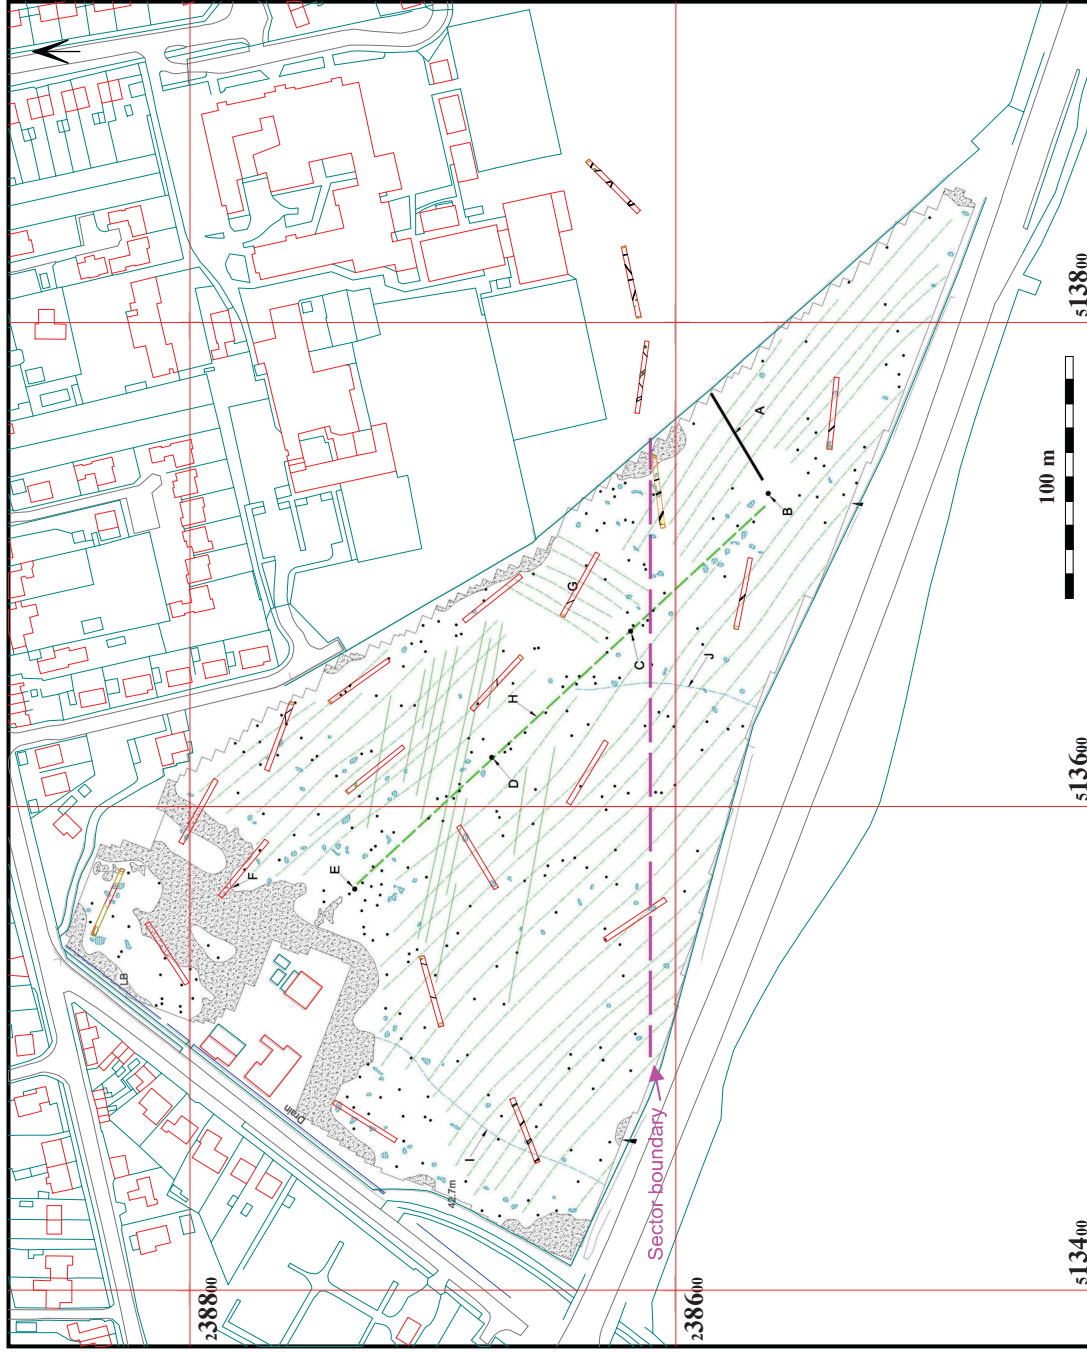 LB
F
E
Drain
I
42.7m
D
H
G
C
J
B
A
Sector boundary
238800
238600
513400
513600
513800
100 m